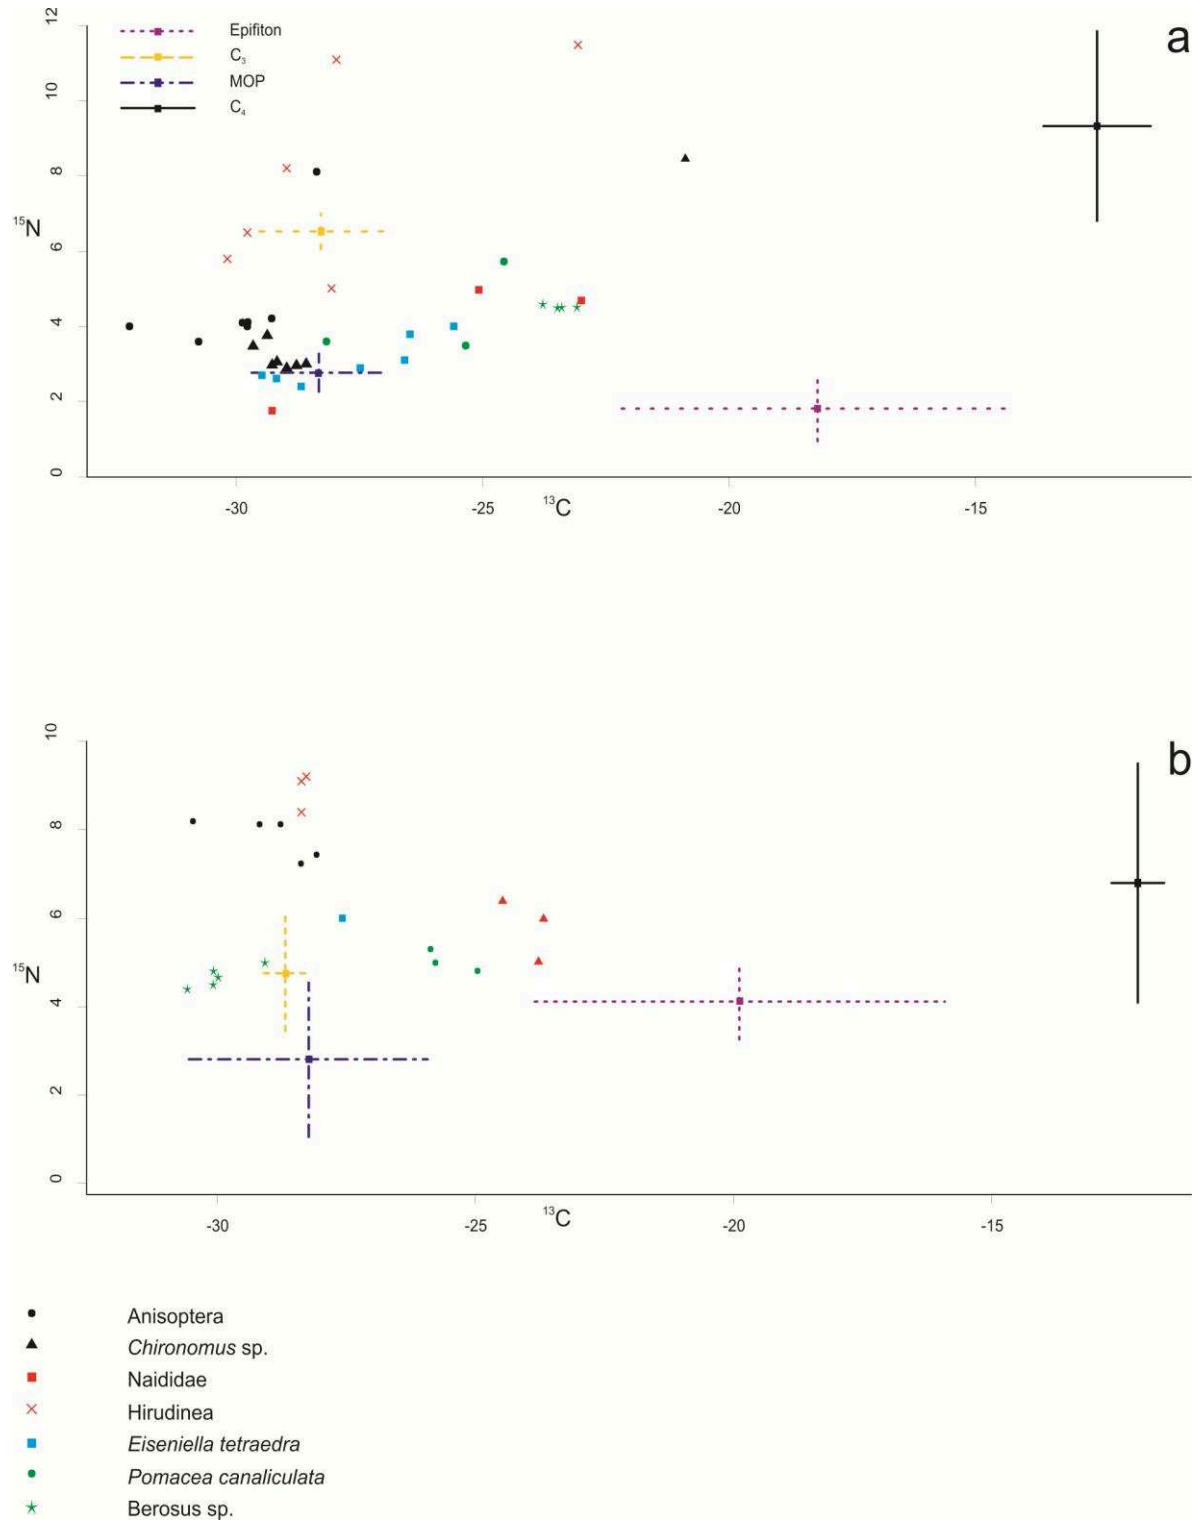 a
Epifiton
C₃
MOP
C₄
12
10
8
6
4
2
0
¹⁵N
-30 -25 -20 -15
¹³C
b
10
8
6
4
2
0
¹⁵N
-30 -25 -20 -15
¹³C
Anisoptera
Chironomus sp.
Naididae
Hirudinea
Eiseniella tetraedra
Pomacea canaliculata
Berosus sp.